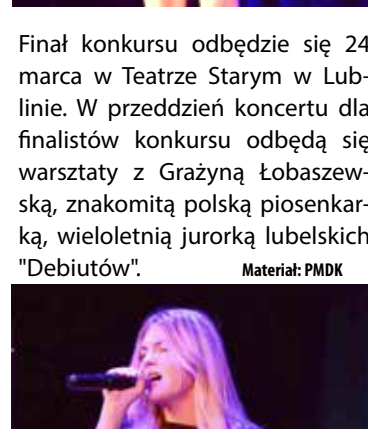 Finał konkursu odbędzie się 24
marca w Teatrze Starym w Lub-
linie. W przeddzień koncertu dla
finalistów konkursu odbędą się
warsztaty z Grażyną Łobaszew-
ską, znakomitą polską piosenkar-
ką, wieloletnią jurorką lubelskich
"Debiutów". Materiał: PMDK